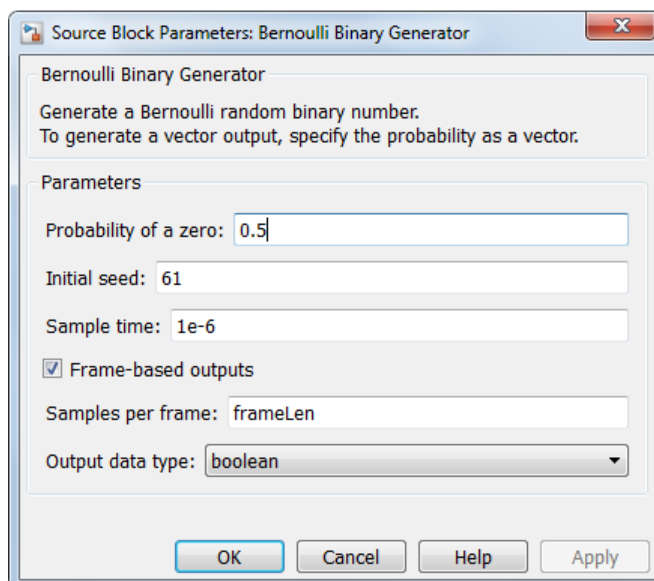 Source Block Parameters: Bernoulli Binary Generator
Bernoulli Binary Generator
Generate a Bernoulli random binary number.
To generate a vector output, specify the probability as a vector.
Parameters
Probability of a zero: 0.5
Initial seed: 61
Sample time: 1e-6
Frame-based outputs
Samples per frame: frameLen
Output data type: boolean
OK Cancel Help Apply